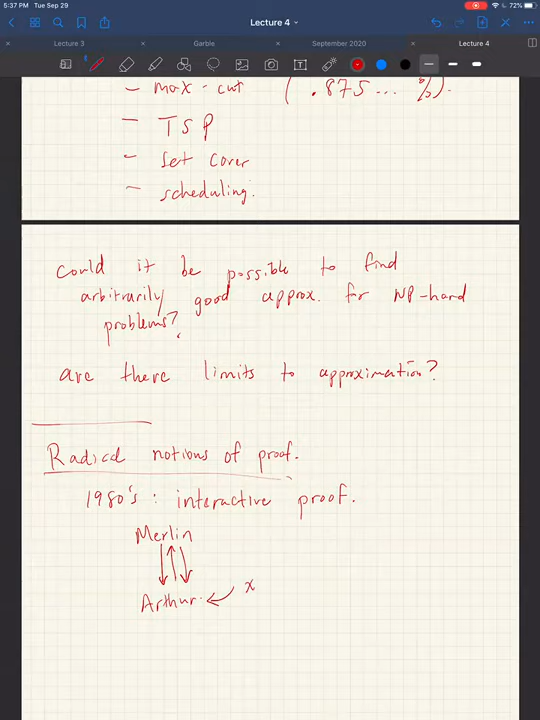 5:37 PM Tue Sep 29
72%
Lecture 4
Lecture 3
Garble
September 2020
Lecture 4
- max-cut (.875... %).
- TSP
- Set cover
- scheduling.
could it be possible to find
arbitrarily good approx. for NP-hard
problems?
are there limits to approximation?
Radical notions of proof.
1980's: interactive proof.
Merlin
Arthur. x